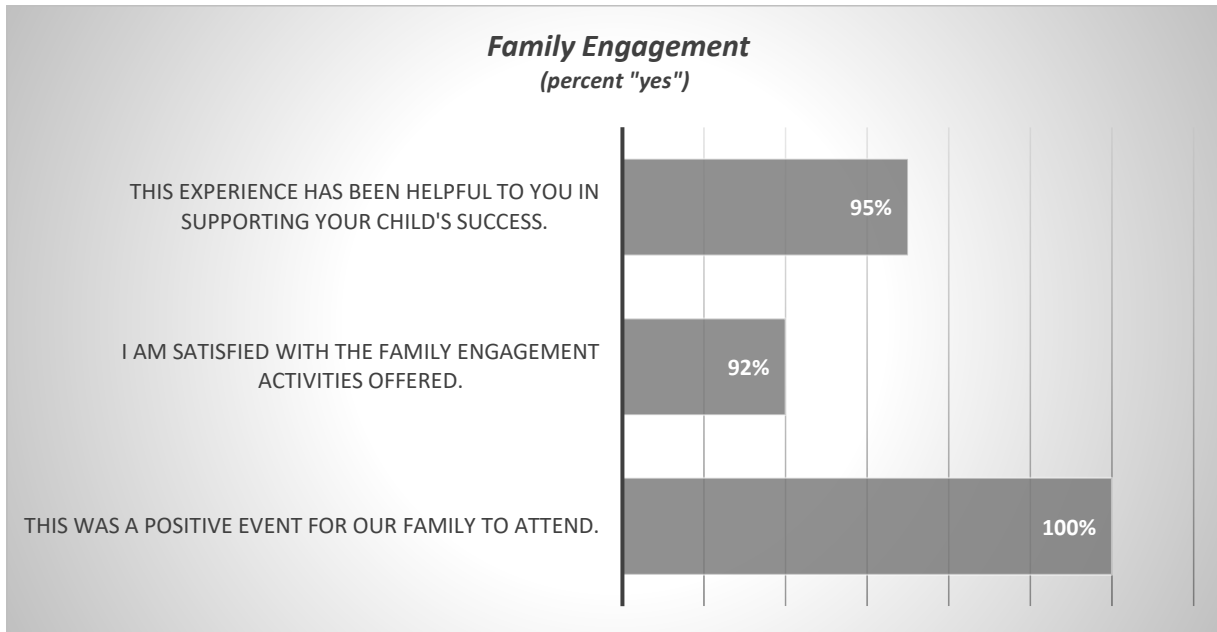 Family Engagement
(percent "yes")
THIS EXPERIENCE HAS BEEN HELPFUL TO YOU IN
SUPPORTING YOUR CHILD'S SUCCESS.
95%
I AM SATISFIED WITH THE FAMILY ENGAGEMENT
ACTIVITIES OFFERED.
92%
THIS WAS A POSITIVE EVENT FOR OUR FAMILY TO ATTEND.
100%